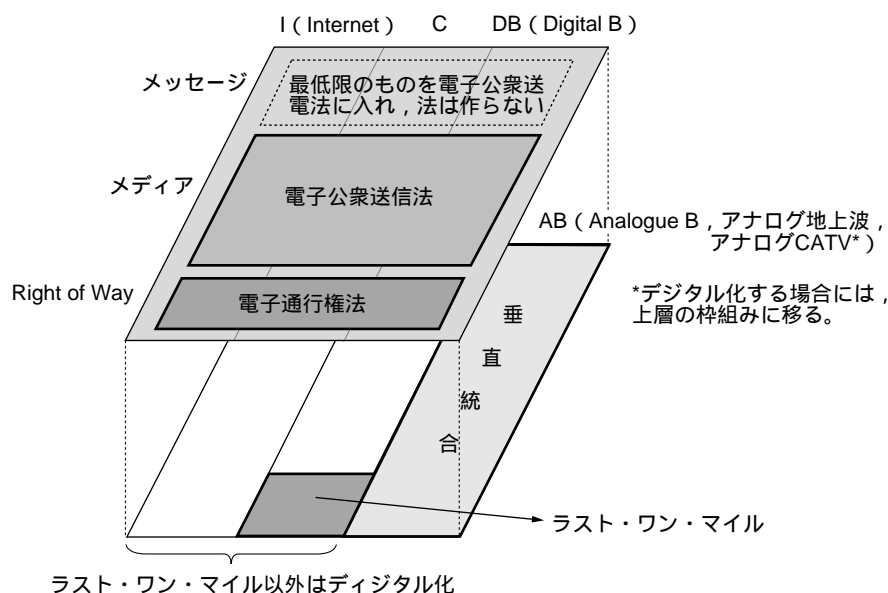 I（Internet） C DB（Digital B）
メッセージ
最低限のものを電子公衆送
電法に入れ，法は作らない
メディア
電子公衆送信法
AB（Analogue B，アナログ地上波，
アナログCATV*）
Right of Way
電子通行権法
*デジタル化する場合には，
上層の枠組みに移る。
垂直統合
ラスト・ワン・マイル
ラスト・ワン・マイル以外はディジタル化